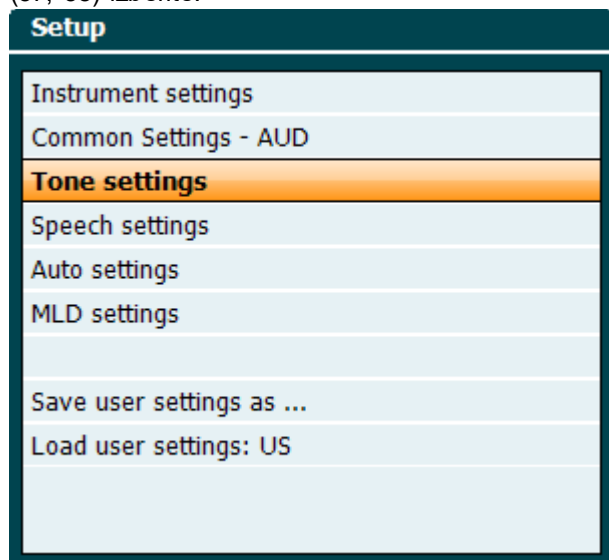 Setup
Instrument settings
Common Settings - AUD
Tone settings
Speech settings
Auto settings
MLD settings
Save user settings as ...
Load user settings: US